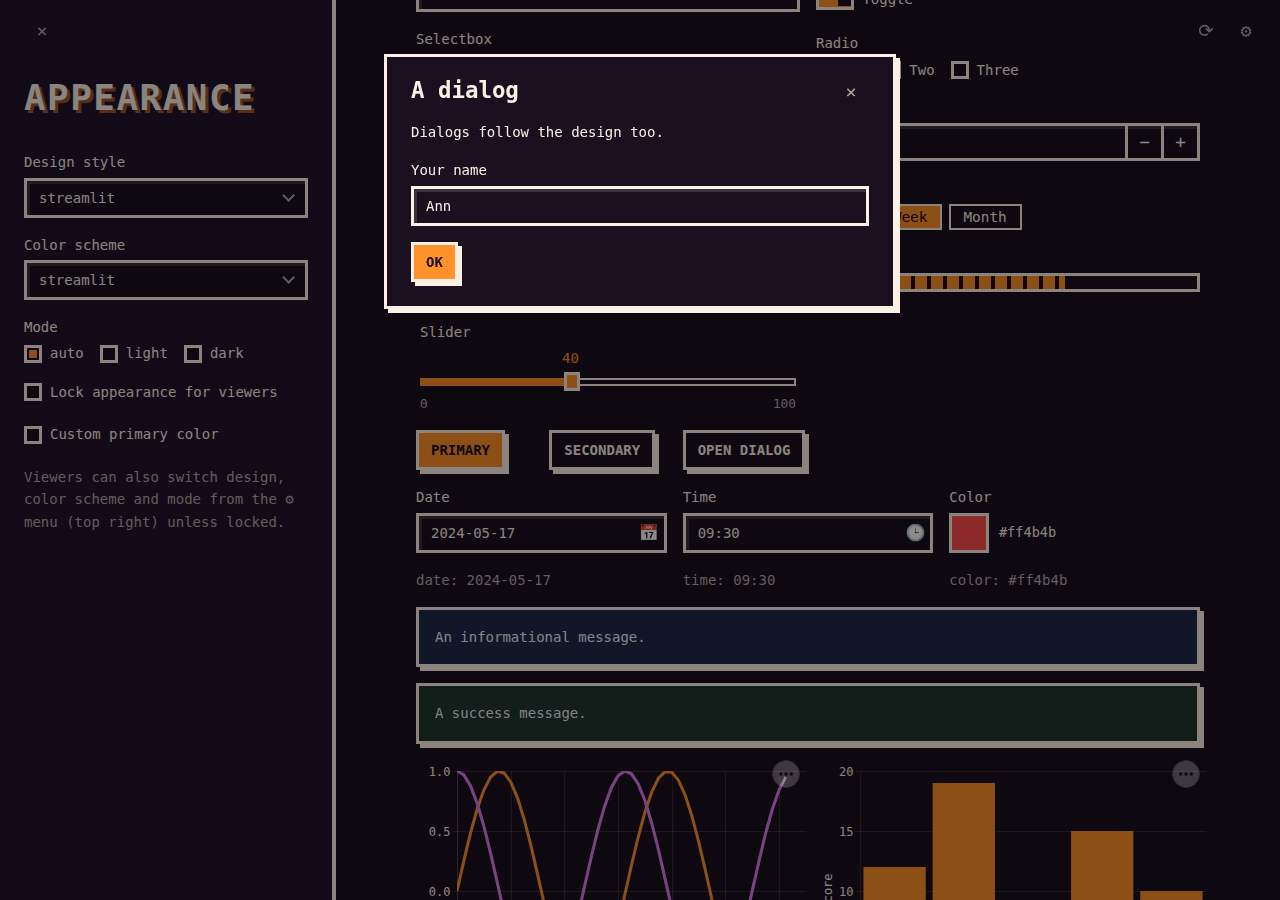 ×
APPEARANCE
Design style
streamlit
Color scheme
streamlit
Mode
auto light dark
Lock appearance for viewers
Custom primary color
Viewers can also switch design,
color scheme and mode from the ⚙
menu (top right) unless locked.
Toggle
Selectbox
Radio
Two Three
A dialog ×
Dialogs follow the design too.
Your name
Ann
OK
− +
Week Month
Slider
40
0 100
PRIMARY SECONDARY OPEN DIALOG
Date Time Color
2024-05-17 09:30 #ff4b4b
date: 2024-05-17 time: 09:30 color: #ff4b4b
An informational message.
A success message.
1.0
0.5
0.0
20
15
10